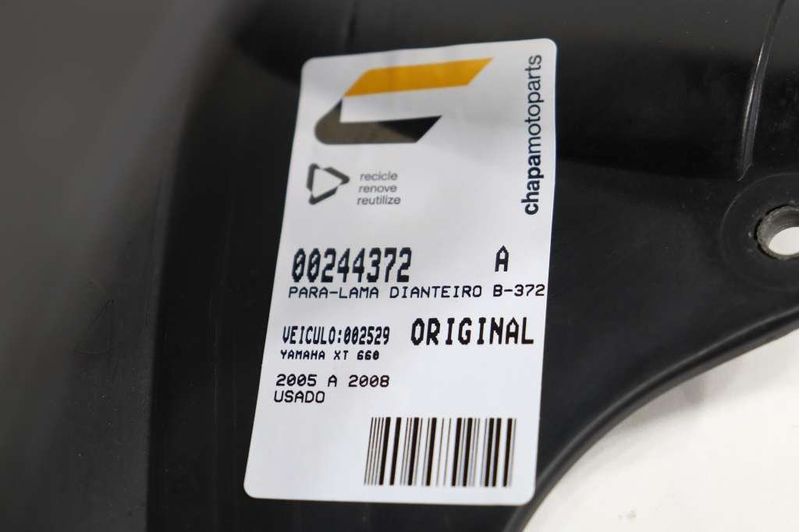 chapamotoparts
recicle
renove
reutilize
00244372 A
PARA-LAMA DIANTEIRO B-372
VEICULO:002529 ORIGINAL
YAMAHA XT 660
2005 A 2008
USADO